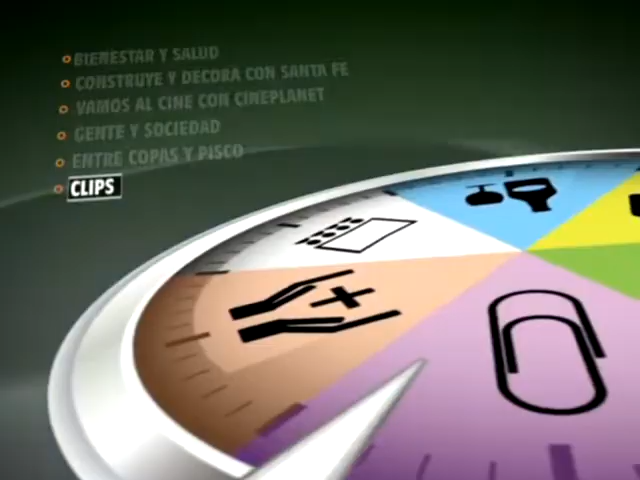 BIENESTAR Y SALUD
CONSTRUYE Y DECORA CON SANTA FE
VAMOS AL CINE CON CINEPLANET
GENTE Y SOCIEDAD
ENTRE COPAS Y PISCO
CLIPS